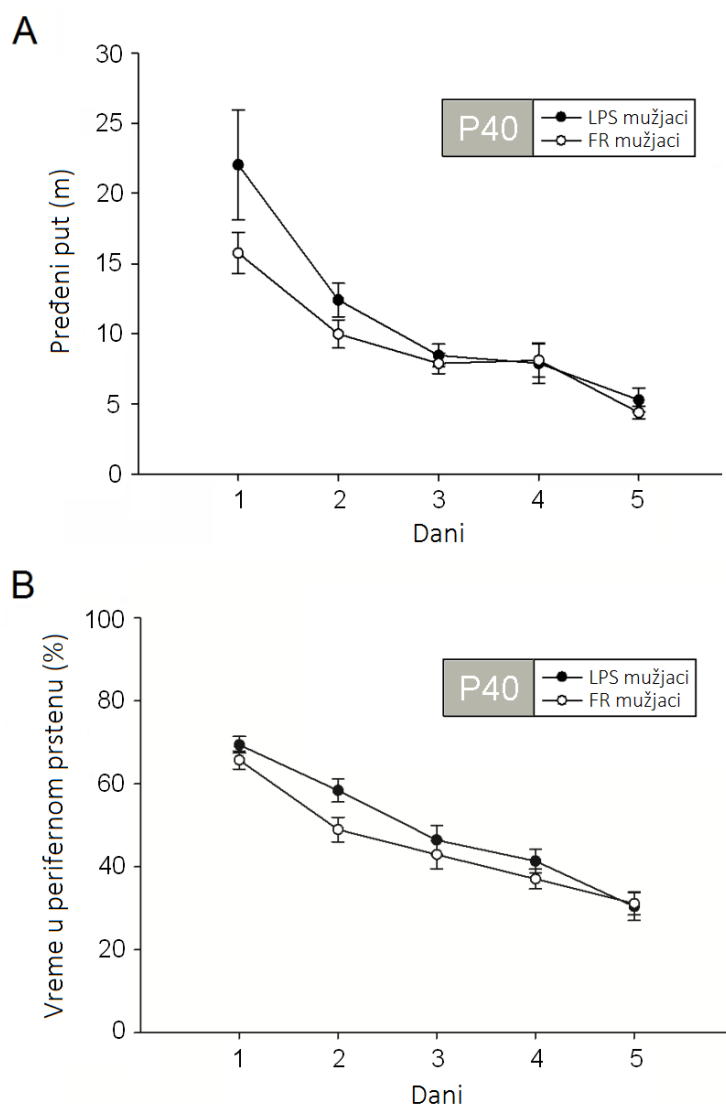 A
Pređeni put (m)
30
25
20
15
10
5
0
P40
LPS mužjaci
FR mužjaci
1 2 3 4 5
Dani
B
Vreme u perifernom prstenu (%)
100
80
60
40
20
0
P40
LPS mužjaci
FR mužjaci
1 2 3 4 5
Dani